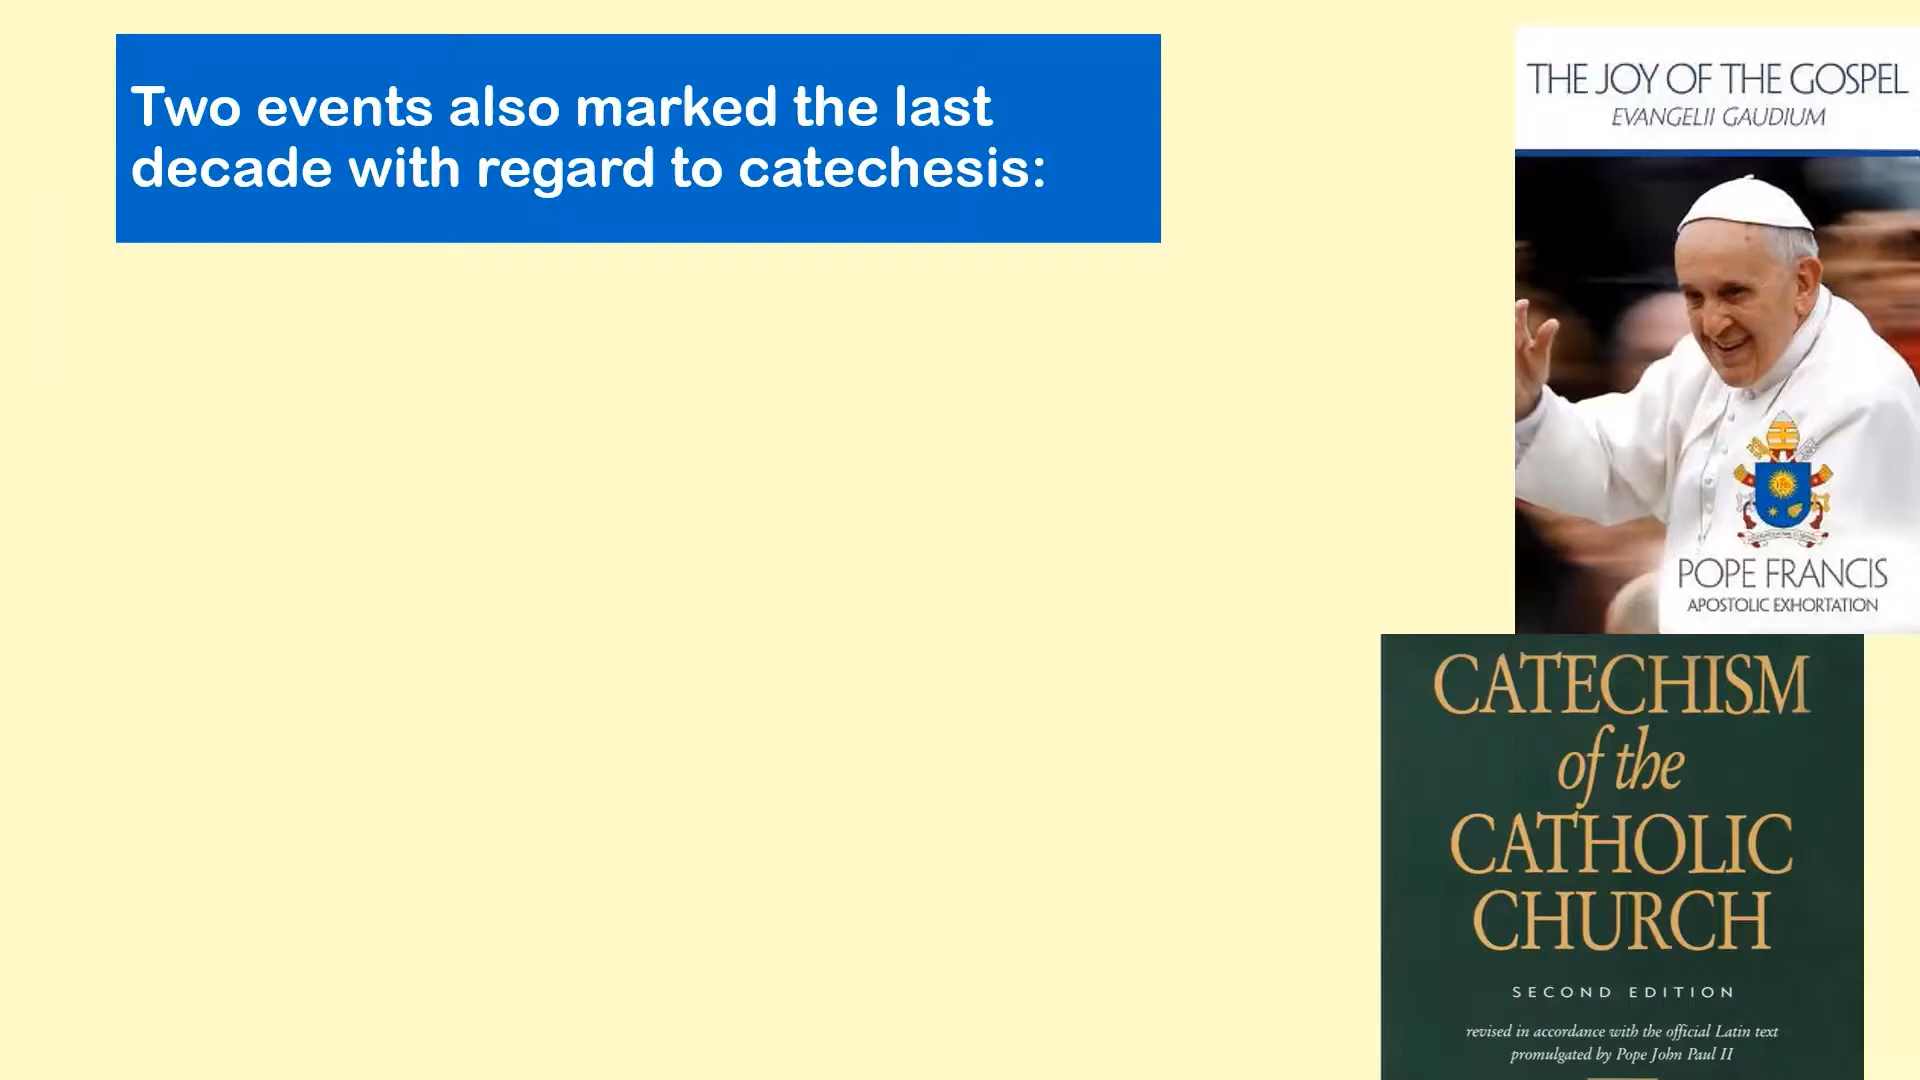 Two events also marked the last
decade with regard to catechesis:
THE JOY OF THE GOSPEL
EVANGELII GAUDIUM
POPE FRANCIS
APOSTOLIC EXHORTATION
CATECHISM
of the
CATHOLIC
CHURCH
SECOND EDITION
revised in accordance with the official Latin text
promulgated by Pope John Paul II